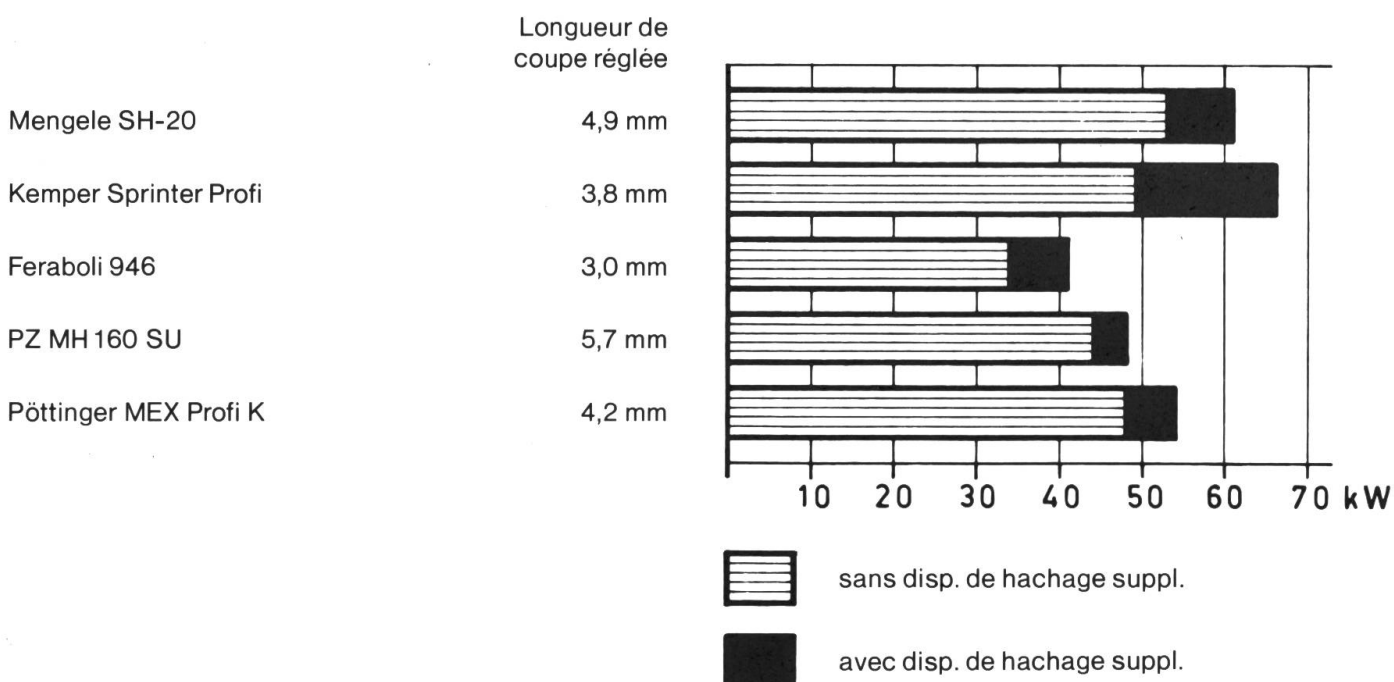 Longueur de
coupe réglée
Mengele SH-20 4,9 mm
Kemper Sprinter Profi 3,8 mm
Feraboli 946 3,0 mm
PZ MH 160 SU 5,7 mm
Pöttinger MEX Profi K 4,2 mm
10 20 30 40 50 60 70 kW
sans disp. de hachage suppl.
avec disp. de hachage suppl.